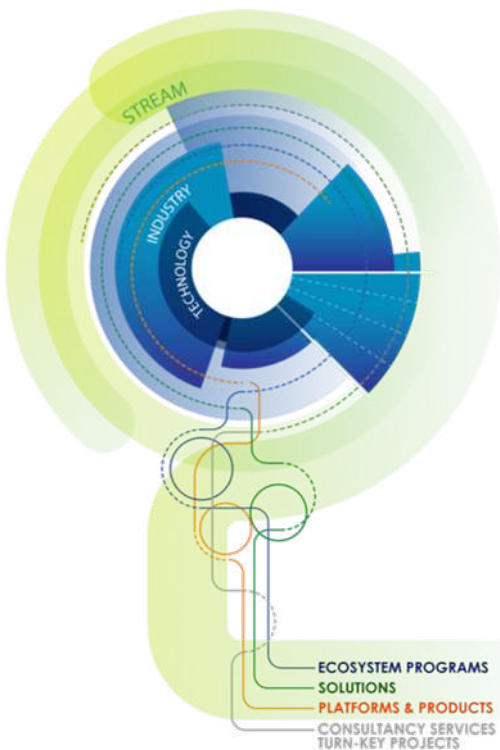 STREAM
INDUSTRY
TECHNOLOGY
ECOSYSTEM PROGRAMS
SOLUTIONS
PLATFORMS & PRODUCTS
CONSULTANCY SERVICES
TURN-KEY PROJECTS